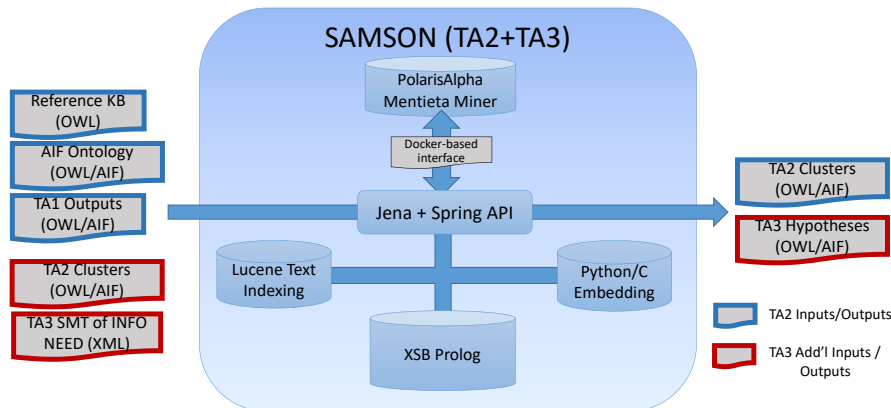 SAMSON (TA2+TA3)
PolarisAlpha
Mentieta Miner
Docker-based
interface
Jena + Spring API
Lucene Text
Indexing
Python/C
Embedding
XSB Prolog
Reference KB
(OWL)
AIF Ontology
(OWL/AIF)
TA1 Outputs
(OWL/AIF)
TA2 Clusters
(OWL/AIF)
TA3 SMT of INFO
NEED (XML)
TA2 Clusters
(OWL/AIF)
TA3 Hypotheses
(OWL/AIF)
TA2 Inputs/Outputs
TA3 Add'l Inputs /
Outputs